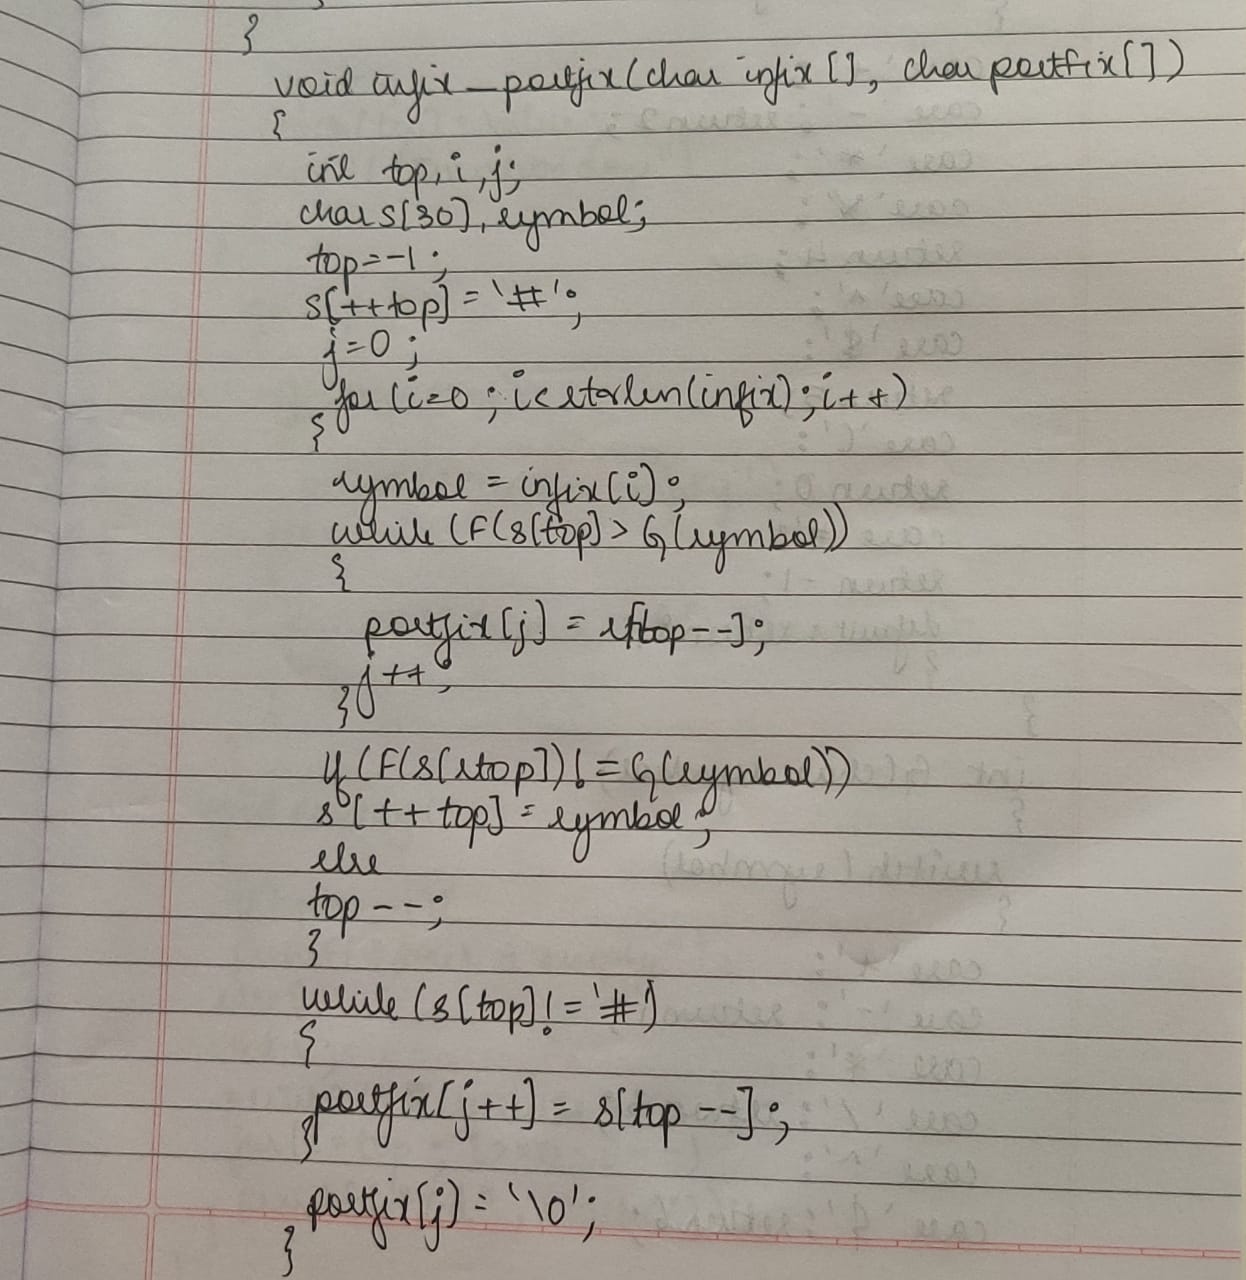 }
void infix_postfix(char infix[], char postfix[])
{
int top, i, j;
char s[30], symbol;
top=-1;
s[++top]='#';
j=0;
for (i=0; i<strlen(infix); i++)
{
symbol = infix[i];
while (F(s[top]> G(symbol))
{
postfix[j] = s[top--];
j++;
}
if (F(s[stop])!= G(symbol))
s[++top] = symbol;
else
top--;
}
while (s[top]!='#')
{
postfix[j++] = s[top--];
}
postfix[j] = '\0';
}